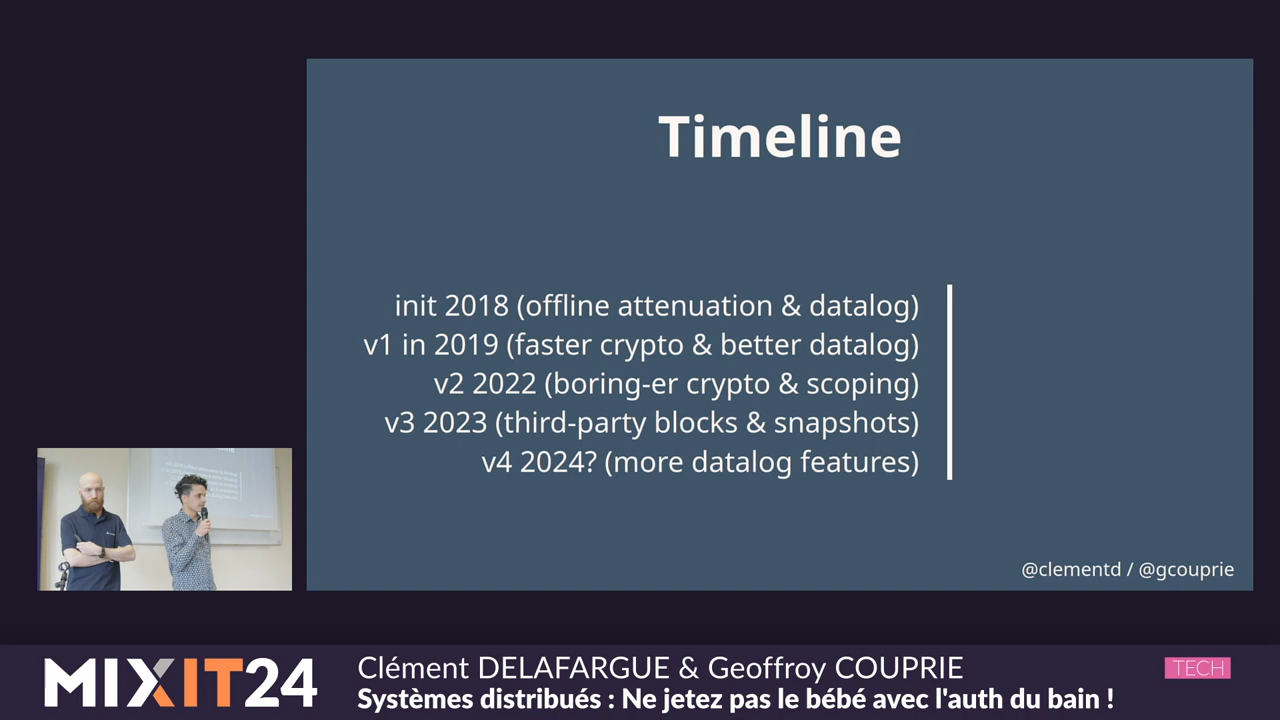 Timeline
init 2018 (offline attenuation & datalog)
v1 in 2019 (faster crypto & better datalog)
v2 2022 (boring-er crypto & scoping)
v3 2023 (third-party blocks & snapshots)
v4 2024? (more datalog features)
@clementd / @gcouprie
MIXIT24
Clément DELAFARGUE & Geoffroy COUPRIE
TECH
Systèmes distribués : Ne jetez pas le bébé avec l'auth du bain !